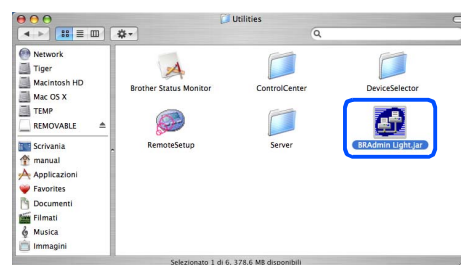 Utilities
Network
Tiger
Macintosh HD
Mac OS X
TEMP
REMOVABLE
Scrivania
manual
Applicazioni
Favorites
Documenti
Filmati
Musica
Immagini
Brother Status Monitor
ControlCenter
DeviceSelector
RemoteSetup
Server
BRAdmin Light.jar
Selezionato 1 di 6, 378,6 MB disponibili